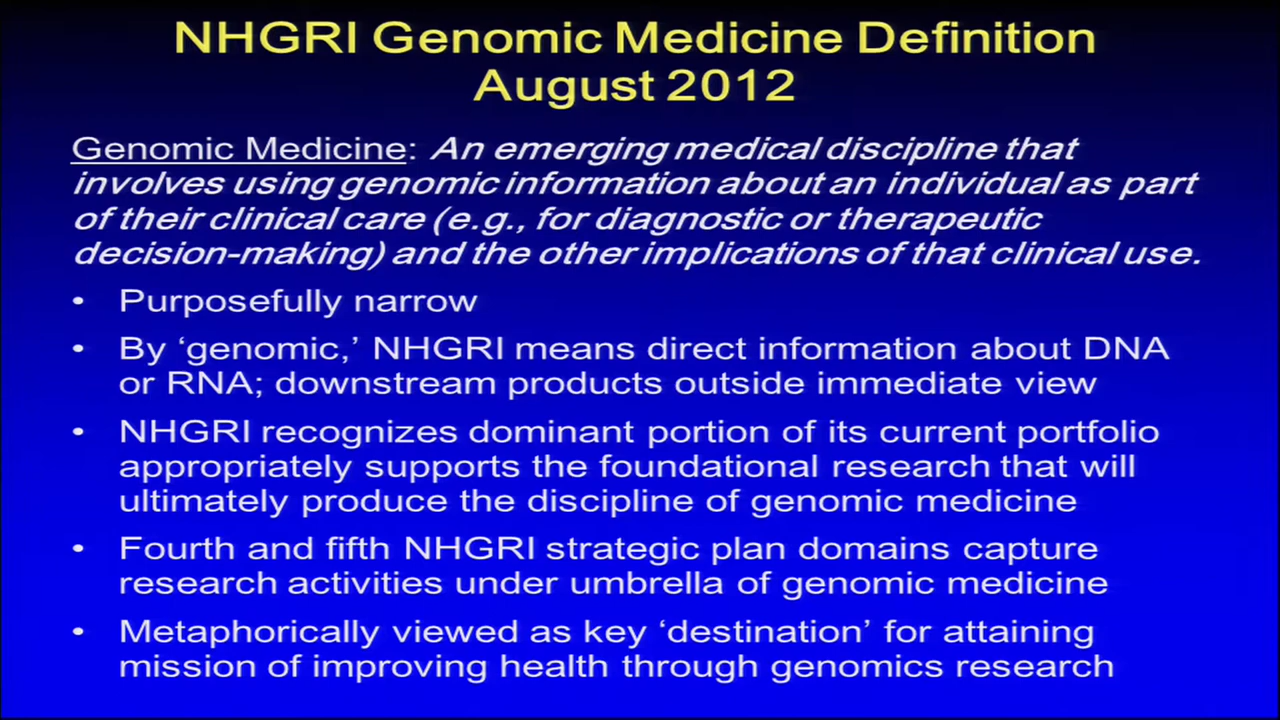 NHGRI Genomic Medicine Definition
August 2012
Genomic Medicine: An emerging medical discipline that
involves using genomic information about an individual as part
of their clinical care (e.g., for diagnostic or therapeutic
decision-making) and the other implications of that clinical use.
• Purposefully narrow
• By ‘genomic,’ NHGRI means direct information about DNA
or RNA; downstream products outside immediate view
• NHGRI recognizes dominant portion of its current portfolio
appropriately supports the foundational research that will
ultimately produce the discipline of genomic medicine
• Fourth and fifth NHGRI strategic plan domains capture
research activities under umbrella of genomic medicine
• Metaphorically viewed as key ‘destination’ for attaining
mission of improving health through genomics research